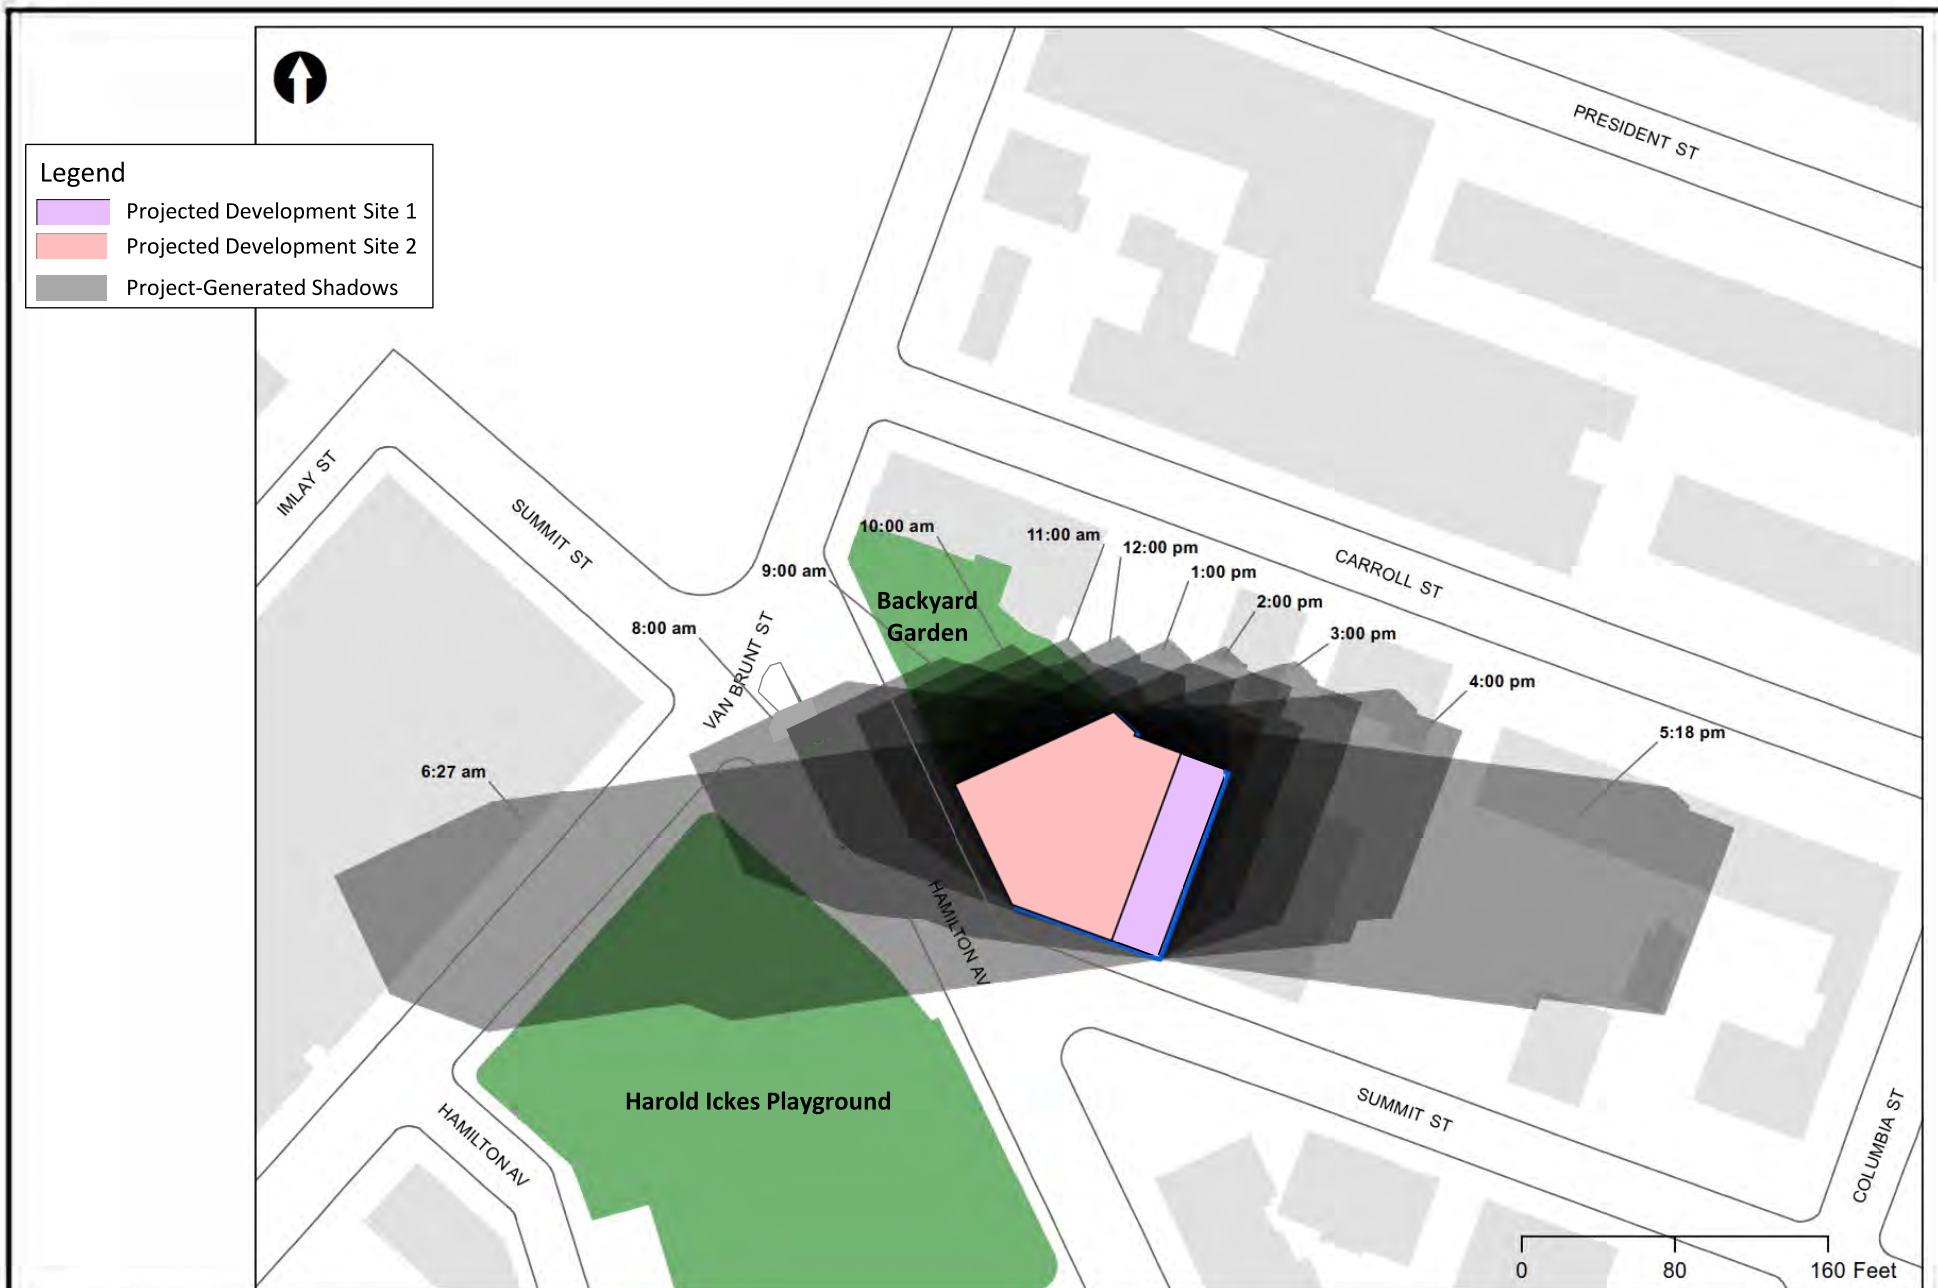 Legend
Projected Development Site 1
Projected Development Site 2
Project-Generated Shadows
PRESIDENT ST
IMLAY ST
SUMMIT ST
10:00 am
11:00 am
12:00 pm
CARROLL ST
9:00 am
1:00 pm
Backyard
Garden
2:00 pm
8:00 am
3:00 pm
VAN BRUNT ST
4:00 pm
5:18 pm
6:27 am
HAMILTON AV
Harold Ickes Playground
SUMMIT ST
HAMILTON AV
COLUMBIA ST
0 80 160 Feet